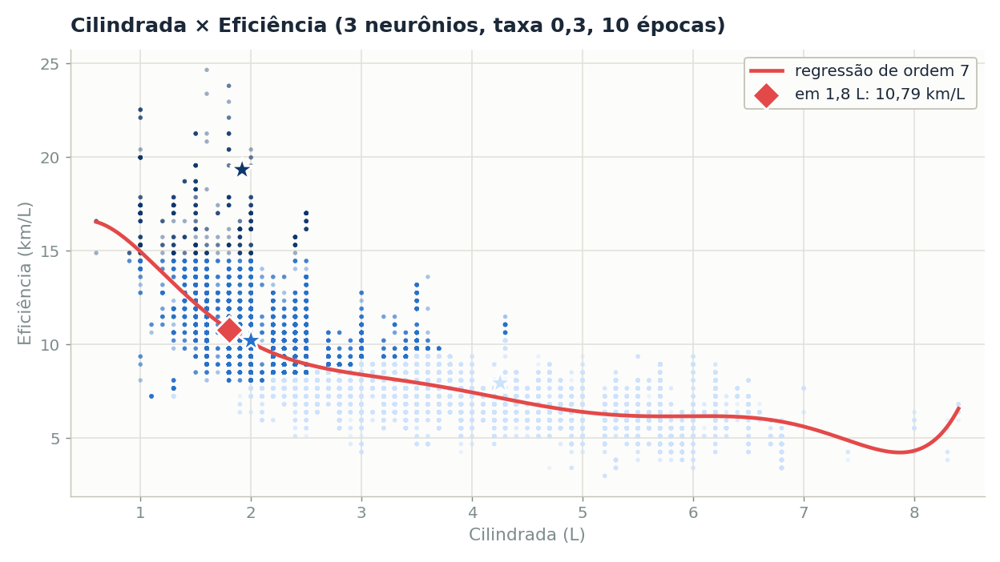 Cilindrada × Eficiência (3 neurônios, taxa 0,3, 10 épocas)
regressão de ordem 7
em 1,8 L: 10,79 km/L
Eficiência (km/L)
25
20
15
10
5
1 2 3 4 5 6 7 8
Cilindrada (L)